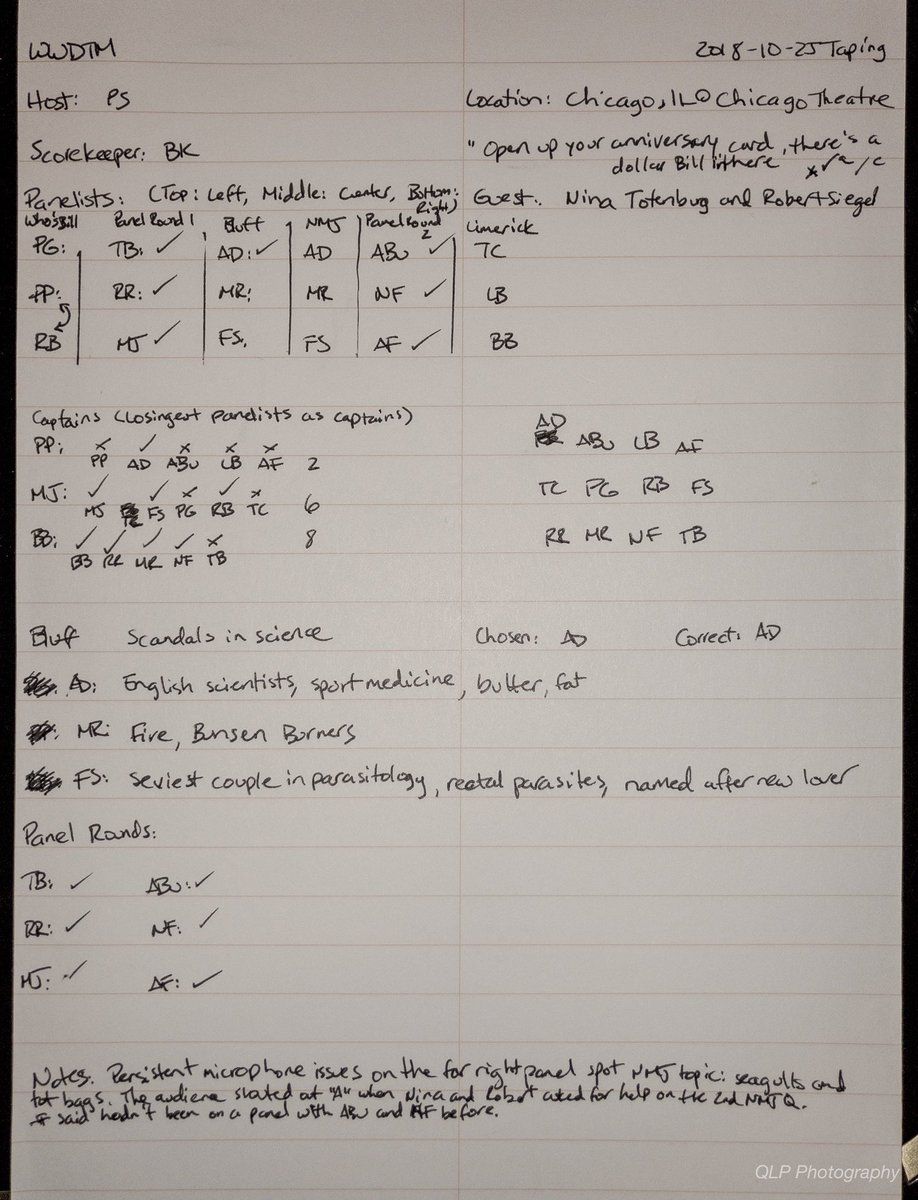 WWDTM 2018-10-25 Taping
Host: PS Location: Chicago, IL @ Chicago Theatre
Scorekeeper: BK "Open up your anniversary card, there's a
dollar Bill in there
Panelists: (Top: Left, Middle: Center, Bottom: Right) Guest: Nina Totenbug and Robert Siegel
Who's Bill Panel Round 1 Bluff NMJ Panel Round 2 Limerick
PG: TB: ✓ AD: ✓ AD ABU ✓ TC
PP: RR: ✓ MR: MR NF ✓ LB
RB MJ ✓ FS. FS AF ✓ BB
Captains (losingest panelists as captains)
AD
PP: x ✓ x x x ABU LB AF
PP AD ABU LB AF 2
MJ: ✓ ✓ x ✓ x TC PG RB FS
MJ FS PG RB TC 6
BB: ✓ ✓ ✓ ✓ x RR MR NF TB
BB RR MR NF TB 8
Bluff Scandals in science Chosen: AD Correct: AD
AD: English scientists, sport medicine, butter, fat
MR: Fire, Bunsen Burners
FS: Sexiest couple in parasitology, rectal parasites, named after new lover
Panel Rounds:
TB: ✓ ABU: ✓
RR: ✓ NF: ✓
MJ: ✓ AF: ✓
Notes. Persistent microphone issues on the far right panel spot NMJ topic: seagulls and
tot bags. The audience shouted out "A" when Nina and Robert asked for help on the 2nd NMJ Q.
said hadn't been on a panel with ABU and NF before.
QLP Photography